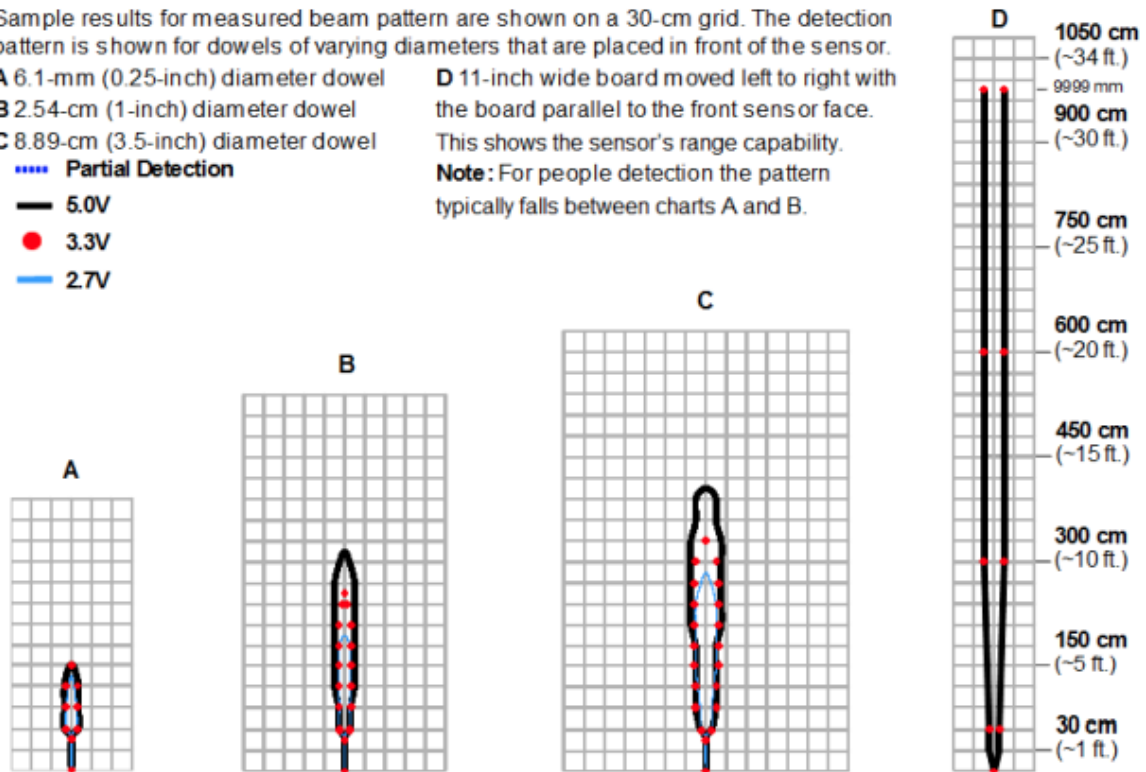 Sample results for measured beam pattern are shown on a 30-cm grid. The detection
pattern is shown for dowels of varying diameters that are placed in front of the sensor.
A 6.1-mm (0.25-inch) diameter dowel
B 2.54-cm (1-inch) diameter dowel
C 8.89-cm (3.5-inch) diameter dowel
Partial Detection
5.0V
3.3V
2.7V
D 11-inch wide board moved left to right with
the board parallel to the front sensor face.
This shows the sensor's range capability.
Note: For people detection the pattern
typically falls between charts A and B.
A
B
C
D
1050 cm
(~34 ft.)
9999 mm
900 cm
(~30 ft.)
750 cm
(~25 ft.)
600 cm
(~20 ft.)
450 cm
(~15 ft.)
300 cm
(~10 ft.)
150 cm
(~5 ft.)
30 cm
(~1 ft.)